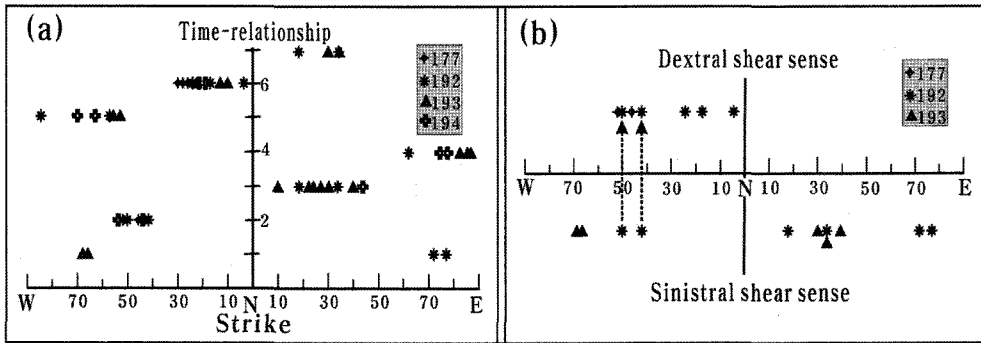 (a)
Time-relationship
177
192
193
194
6
4
2
W 70 50 30 10 N 10 30 50 70 E
Strike
(b)
Dextral shear sense
177
192
193
W 70 50 30 N 10 30 50 70 E
Sinistral shear sense